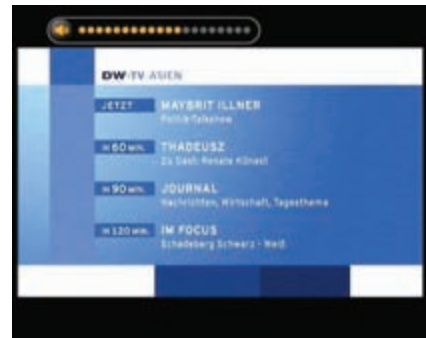 DW-TV ASIEN
JETZT MAYBRIT ILLNER
Politik-Talkshow
IN 60 MIN. THADEUSZ
Zu Gast: Renate Künast
IN 90 MIN. JOURNAL
Nachrichten, Wirtschaft, Tagesthema
IN 120 MIN. IM FOCUS
Schadeberg Schwarz - Weiß